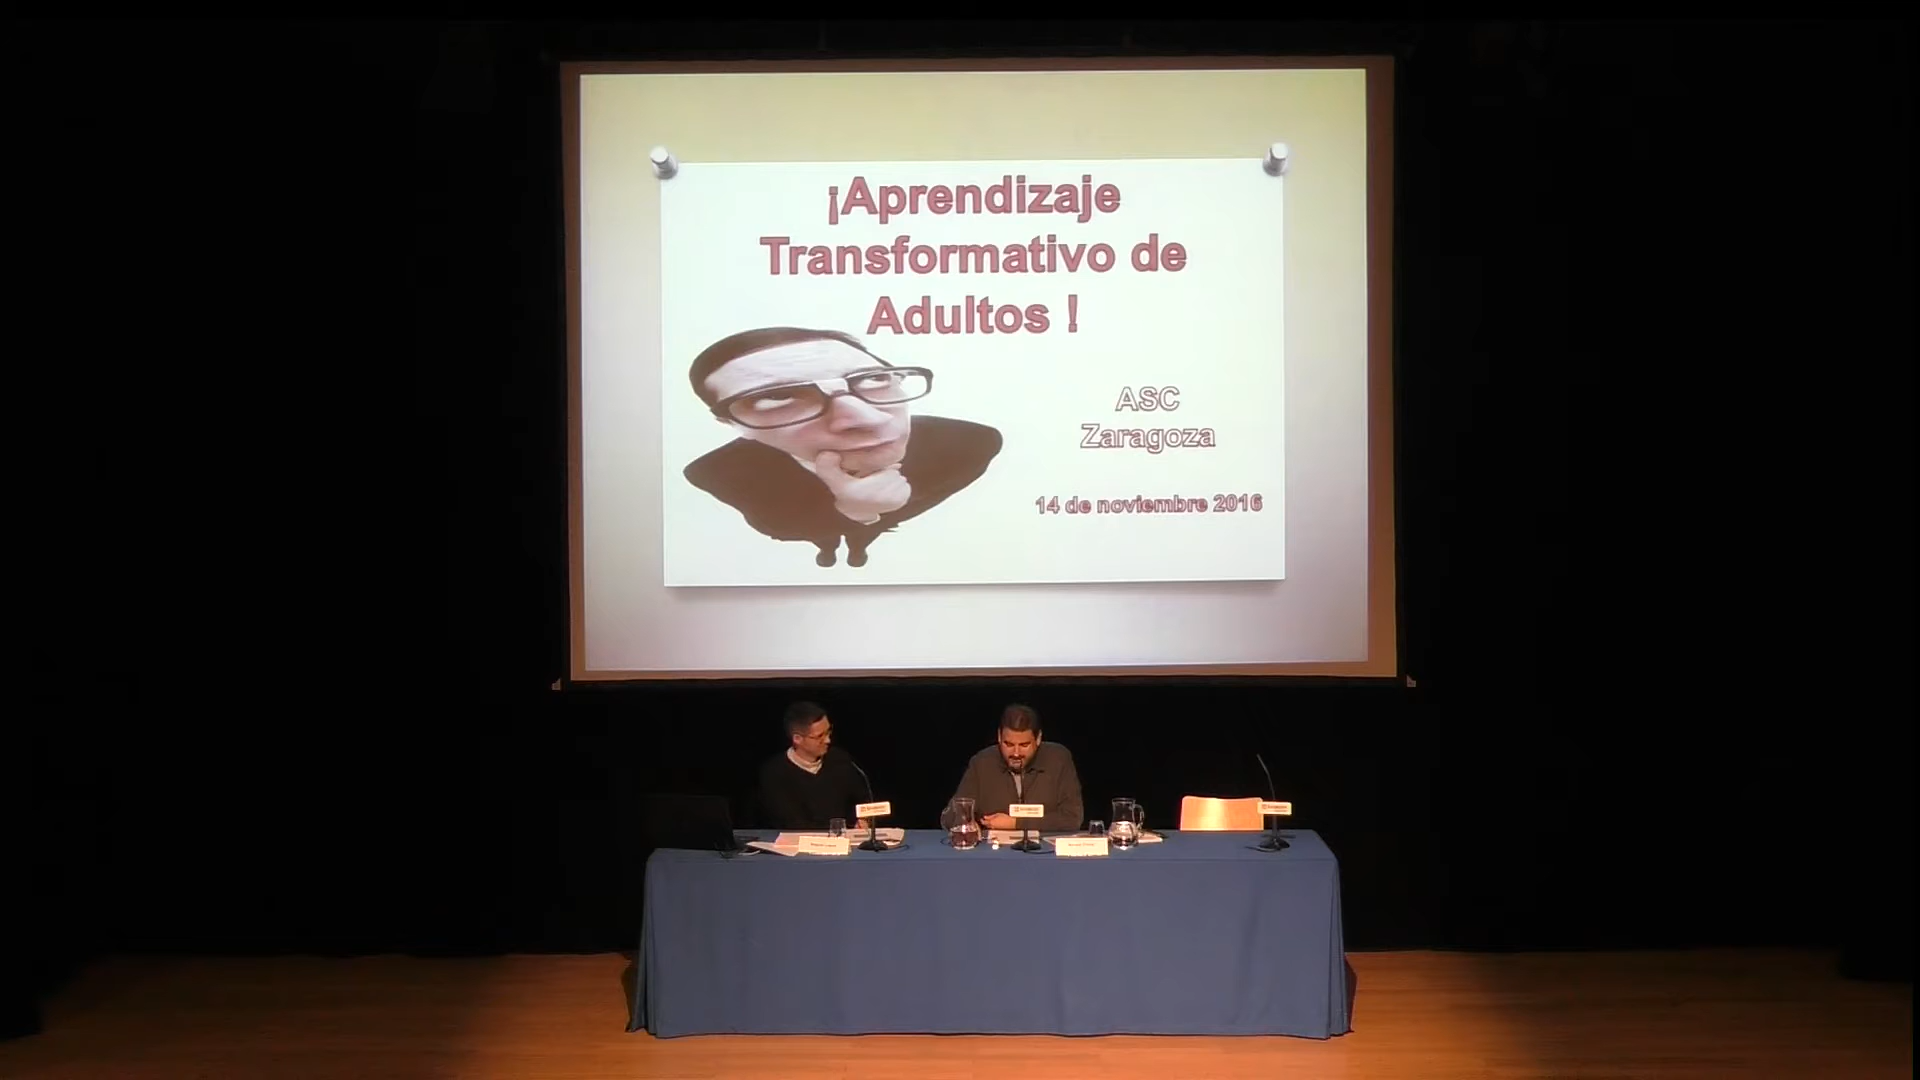 ¡Aprendizaje
Transformativo de
Adultos !
ASC
Zaragoza
14 de noviembre 2016